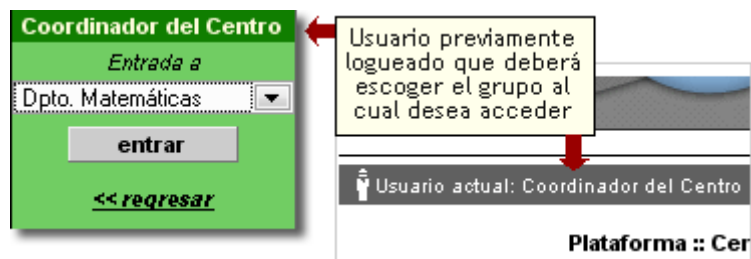 Coordinador del Centro
Entrada a
Dpto. Matemáticas
entrar
<< regresar
Usuario previamente
logueado que deberá
escoger el grupo al
cual desea acceder
Usuario actual: Coordinador del Centro
Plataforma :: Cer